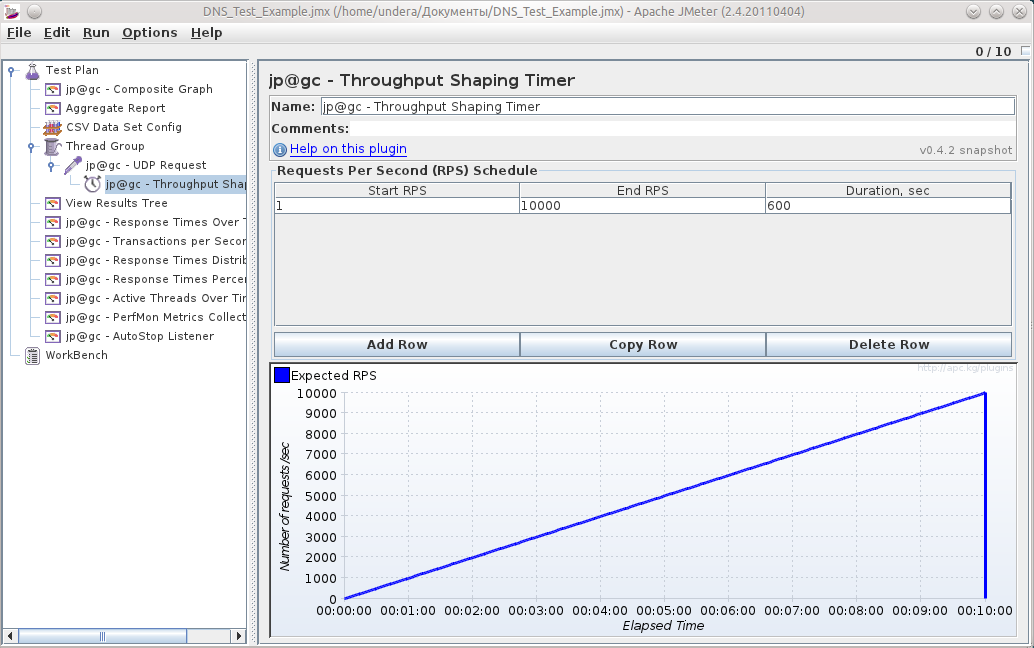 DNS_Test_Example.jmx (/home/undera/Документы/DNS_Test_Example.jmx) - Apache JMeter (2.4.20110404)
File Edit Run Options Help
0 / 10
Test Plan
jp@gc - Composite Graph
Aggregate Report
CSV Data Set Config
Thread Group
jp@gc - UDP Request
jp@gc - Throughput Shap
View Results Tree
jp@gc - Response Times Over T
jp@gc - Transactions per Secon
jp@gc - Response Times Distrib
jp@gc - Response Times Percen
jp@gc - Active Threads Over Tim
jp@gc - PerfMon Metrics Collect
jp@gc - AutoStop Listener
WorkBench
jp@gc - Throughput Shaping Timer
Name: jp@gc - Throughput Shaping Timer
Comments:
Help on this plugin v0.4.2 snapshot
Requests Per Second (RPS) Schedule
Start RPS End RPS Duration, sec
1 10000 600
Add Row Copy Row Delete Row
http://apc.kg/plugins
Expected RPS
10000
9000
8000
7000
6000
5000
4000
3000
2000
1000
0
Number of requests /sec
00:00:00 00:01:00 00:02:00 00:03:00 00:04:00 00:05:00 00:06:00 00:07:00 00:08:00 00:09:00 00:10:00
Elapsed Time